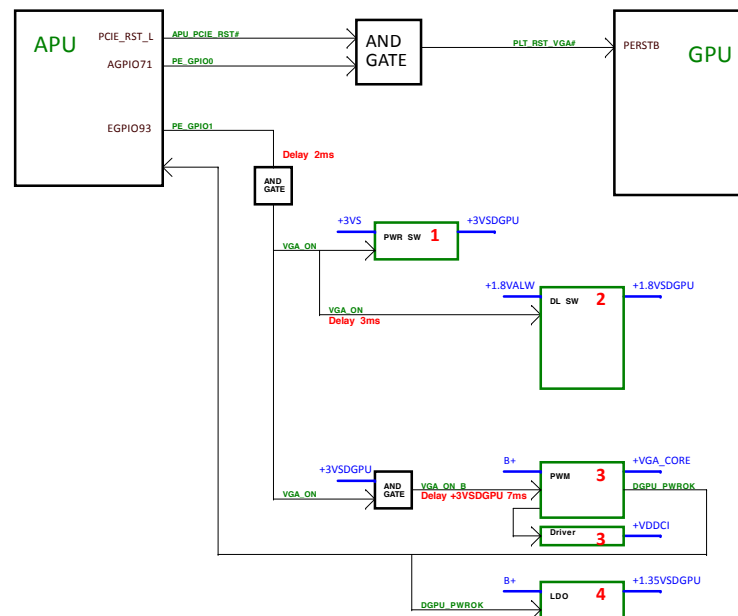 APU
PCIE_RST_L
APU_PCIE_RST#
AGPIO71
PE_GPIO0
AND
GATE
PLT_RST_VGA#
PERSTB
GPU
EGPIO93
PE_GPIO1
Delay 2ms
AND
GATE
+3VS
PWR SW 1
+3VSDGPU
VGA_ON
+1.8VALW
DL SW 2
+1.8VSDGPU
VGA_ON
Delay 3ms
+3VSDGPU
AND
GATE
VGA_ON
VGA_ON_B
Delay +3VSDGPU 7ms
B+
PWM 3
+VGA_CORE
DGPU_PWROK
Driver 3
+VDDCI
B+
LDO 4
+1.35VSDGPU
DGPU_PWROK